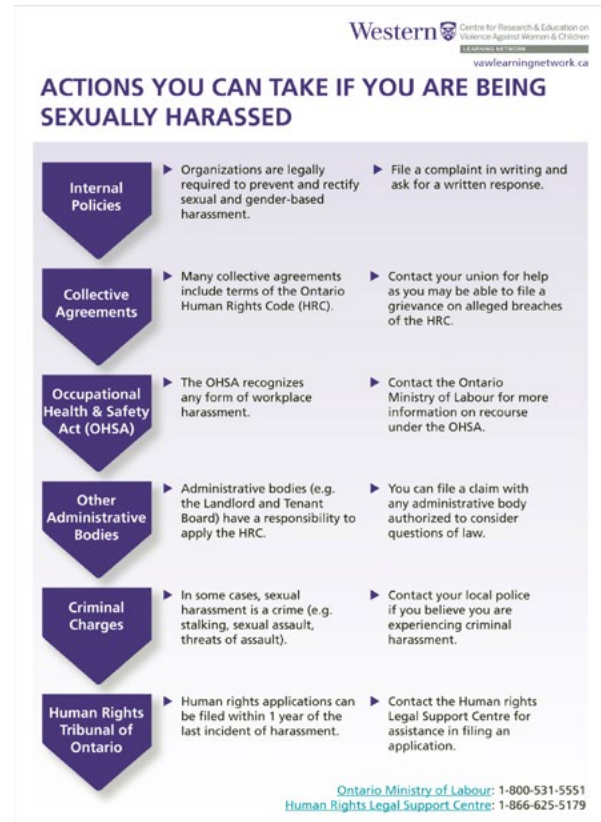 Western
Centre for Research & Education on
Violence Against Women & Children
LEARNING NETWORK
vawlearningnetwork.ca
ACTIONS YOU CAN TAKE IF YOU ARE BEING
SEXUALLY HARASSED
Internal
Policies
Organizations are legally
required to prevent and rectify
sexual and gender-based
harassment.
File a complaint in writing and
ask for a written response.
Collective
Agreements
Many collective agreements
include terms of the Ontario
Human Rights Code (HRC).
Contact your union for help
as you may be able to file a
grievance on alleged breaches
of the HRC.
Occupational
Health & Safety
Act (OHSA)
The OHSA recognizes
any form of workplace
harassment.
Contact the Ontario
Ministry of Labour for more
information on recourse
under the OHSA.
Other
Administrative
Bodies
Administrative bodies (e.g.
the Landlord and Tenant
Board) have a responsibility to
apply the HRC.
You can file a claim with
any administrative body
authorized to consider
questions of law.
Criminal
Charges
In some cases, sexual
harassment is a crime (e.g.
stalking, sexual assault,
threats of assault).
Contact your local police
if you believe you are
experiencing criminal
harassment.
Human Rights
Tribunal of
Ontario
Human rights applications can
be filed within 1 year of the
last incident of harassment.
Contact the Human rights
Legal Support Centre for
assistance in filing an
application.
Ontario Ministry of Labour: 1-800-531-5551
Human Rights Legal Support Centre: 1-866-625-5179